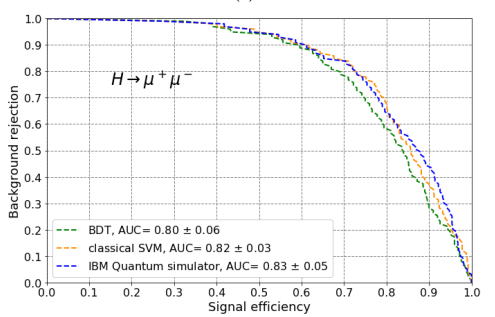 1.0
0.9
0.8
0.7
0.6
0.5
0.4
0.3
0.2
0.1
0.0
Background rejection
H→μ⁺μ⁻
BDT, AUC= 0.80 ± 0.06
classical SVM, AUC= 0.82 ± 0.03
IBM Quantum simulator, AUC= 0.83 ± 0.05
0.0 0.1 0.2 0.3 0.4 0.5 0.6 0.7 0.8 0.9 1.0
Signal efficiency